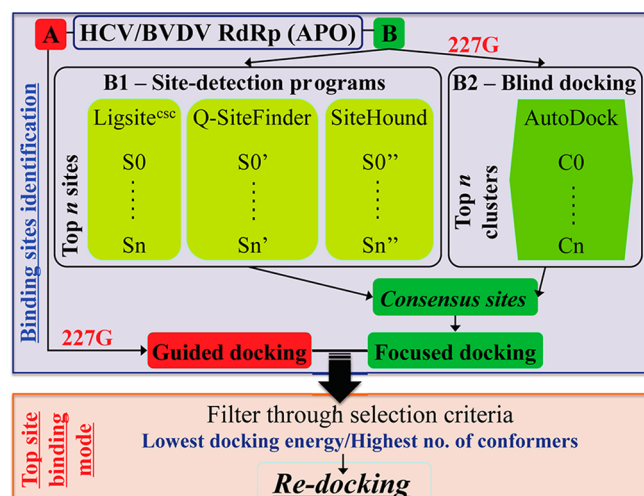 A HCV/BVDV RdRp (APO) B
227G
B1 – Site-detection programs
Top n sites
Ligsite^csc Q-SiteFinder SiteHound
S0 S0’ S0’’
Sn Sn’ Sn’’
B2 – Blind docking
Top n
clusters
AutoDock
C0
Cn
Binding sites identification
Consensus sites
227G
Guided docking Focused docking
Top site
binding
mode
Filter through selection criteria
Lowest docking energy/Highest no. of conformers
Re-docking